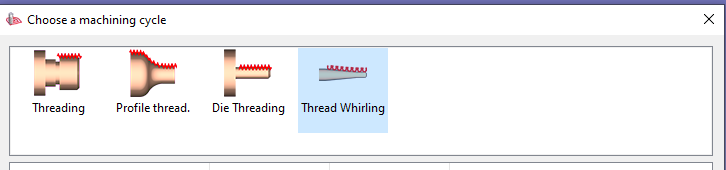 Choose a machining cycle
Threading Profile thread. Die Threading Thread Whirling